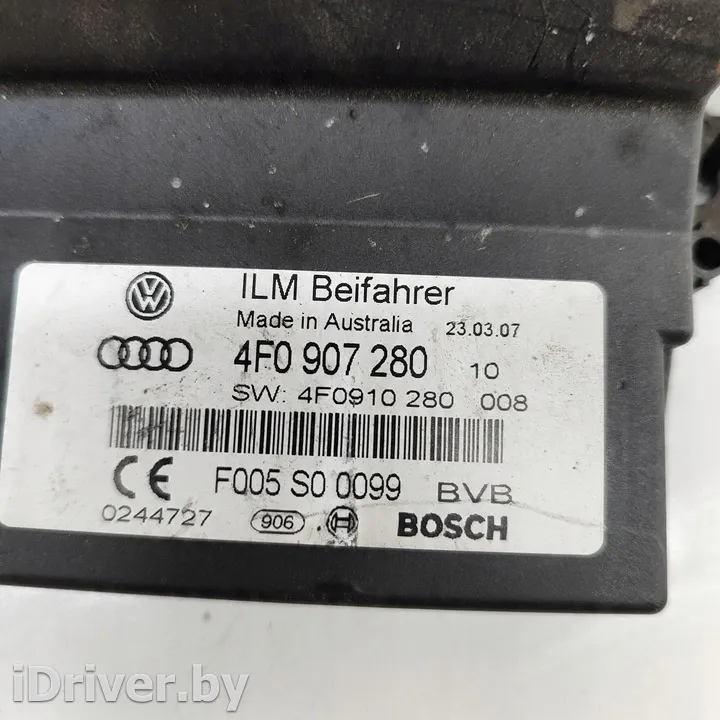 ILM Beifahrer
Made in Australia 23.03.07
4F0 907 280 10
SW: 4F0910 280 008
F005 S0 0099 BVB
CE
0244727 906 BOSCH
iDriver.by